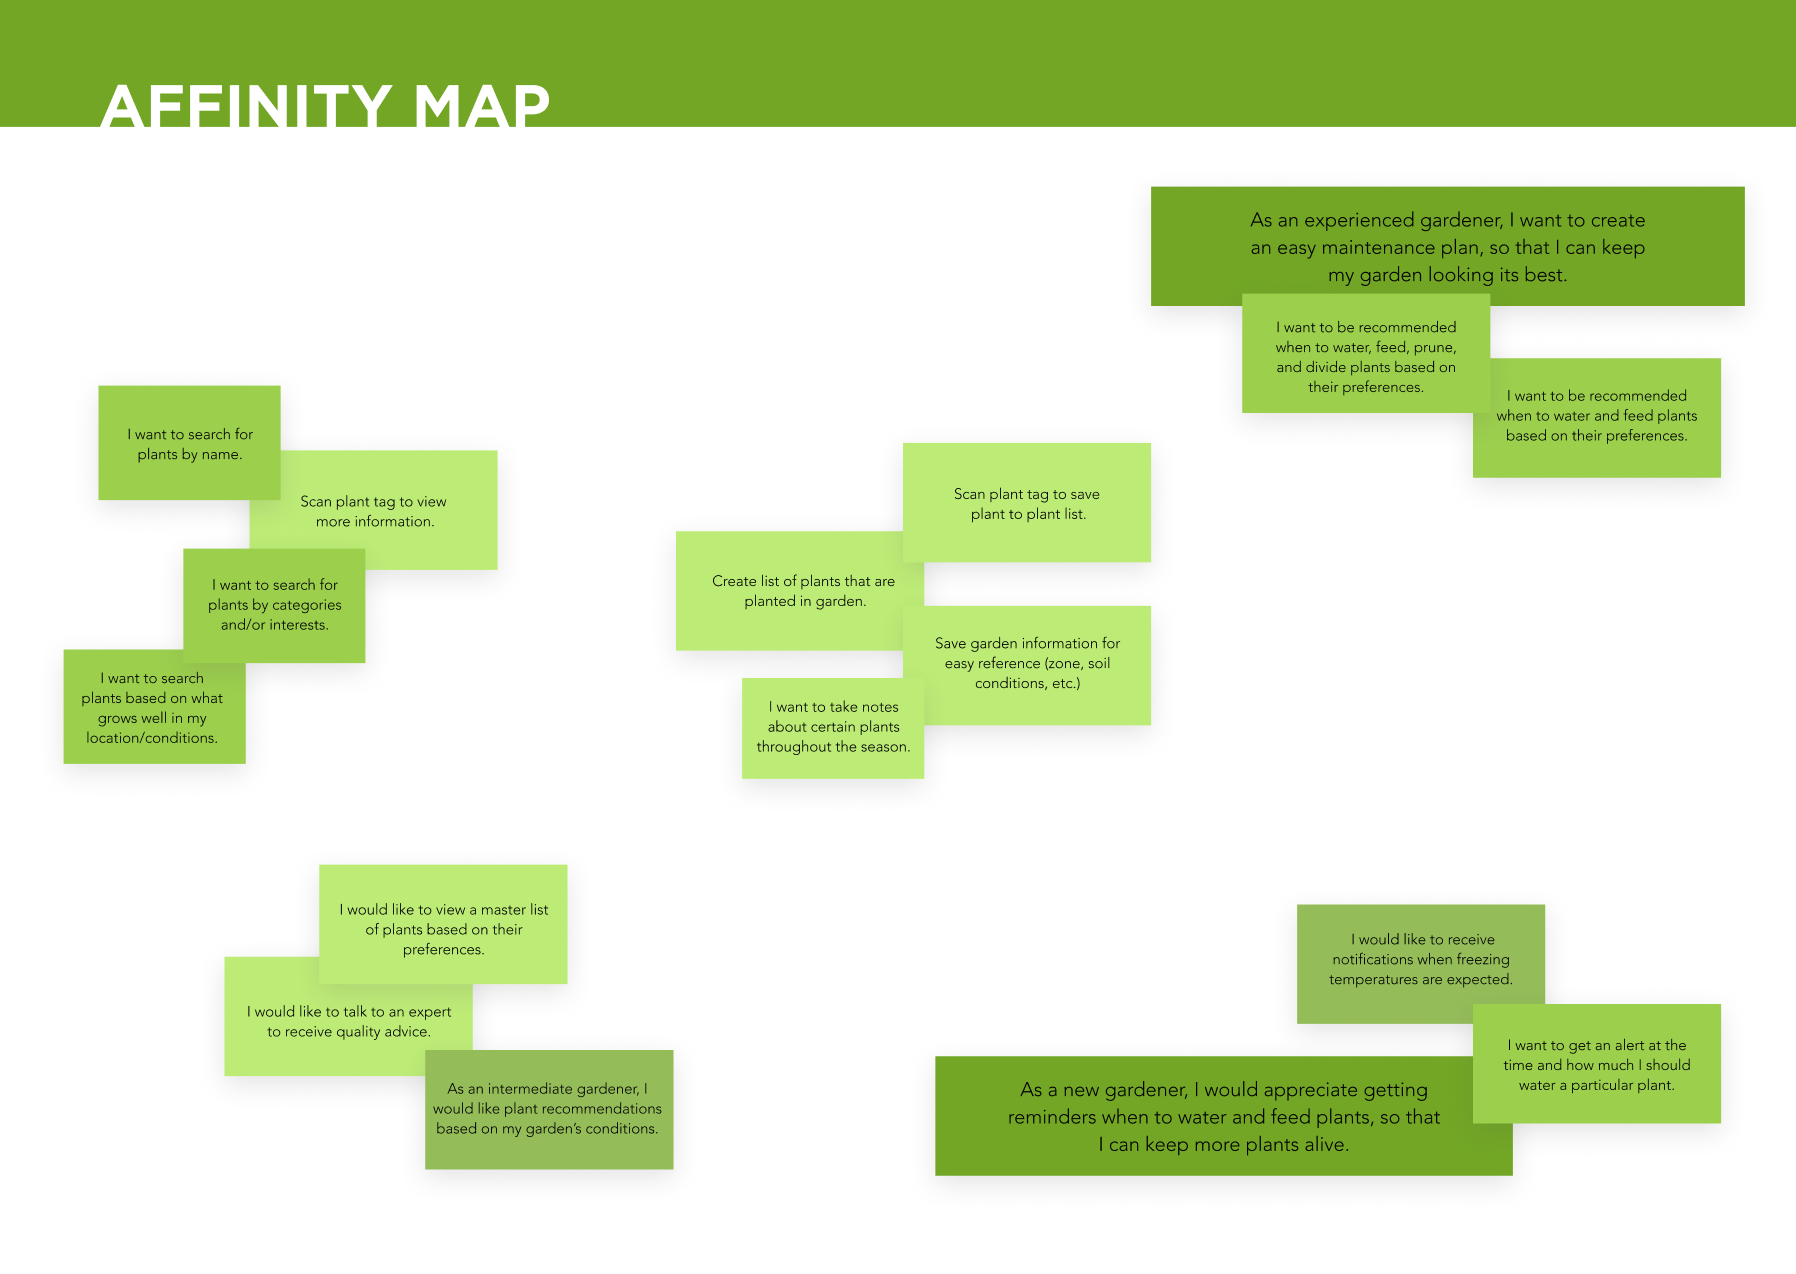 AFFINITY MAP
As an experienced gardener, I want to create
an easy maintenance plan, so that I can keep
my garden looking its best.
I want to be recommended
when to water, feed, prune,
and divide plants based on
their preferences.
I want to be recommended
when to water and feed plants
based on their preferences.
I want to search for
plants by name.
Scan plant tag to view
more information.
I want to search for
plants by categories
and/or interests.
I want to search
plants based on what
grows well in my
location/conditions.
Scan plant tag to save
plant to plant list.
Create list of plants that are
planted in garden.
Save garden information for
easy reference (zone, soil
conditions, etc.)
I want to take notes
about certain plants
throughout the season.
I would like to view a master list
of plants based on their
preferences.
I would like to talk to an expert
to receive quality advice.
As an intermediate gardener, I
would like plant recommendations
based on my garden’s conditions.
I would like to receive
notifications when freezing
temperatures are expected.
I want to get an alert at the
time and how much I should
water a particular plant.
As a new gardener, I would appreciate getting
reminders when to water and feed plants, so that
I can keep more plants alive.